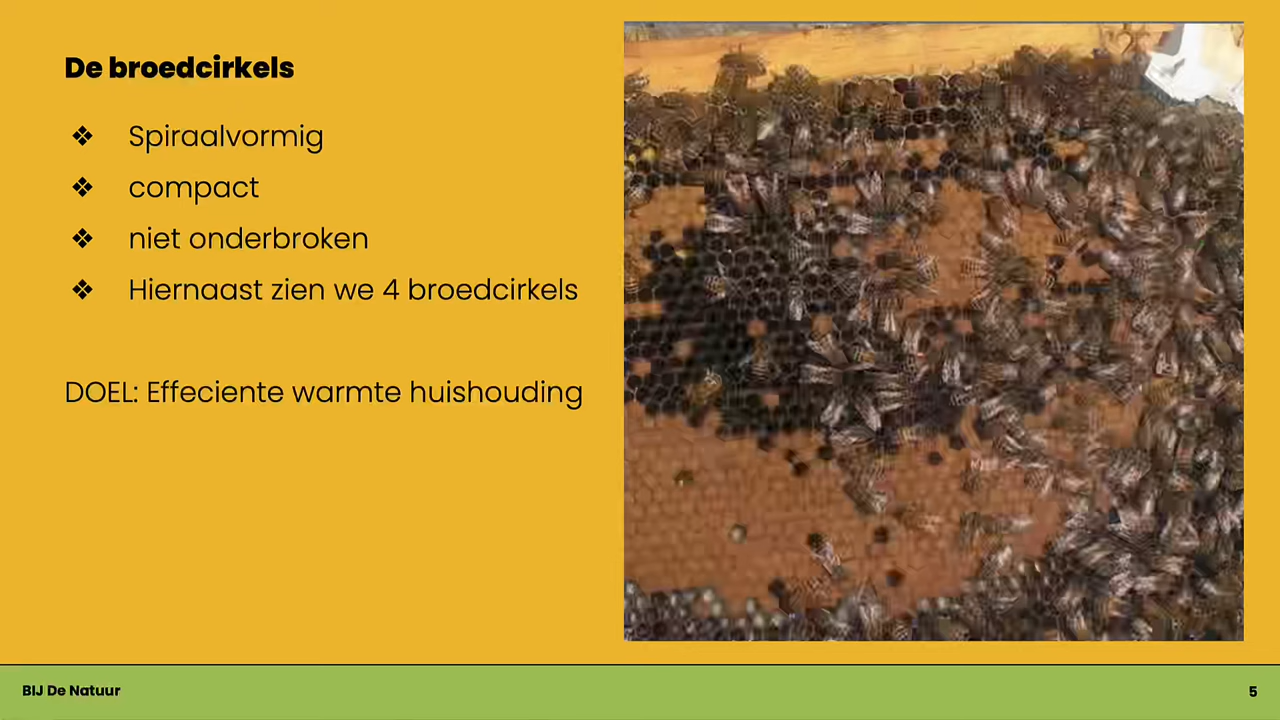 De broedcirkels
❖ Spiraalvormig
❖ compact
❖ niet onderbroken
❖ Hiernaast zien we 4 broedcirkels
DOEL: Effeciente warmte huishouding
BIJ De Natuur
5